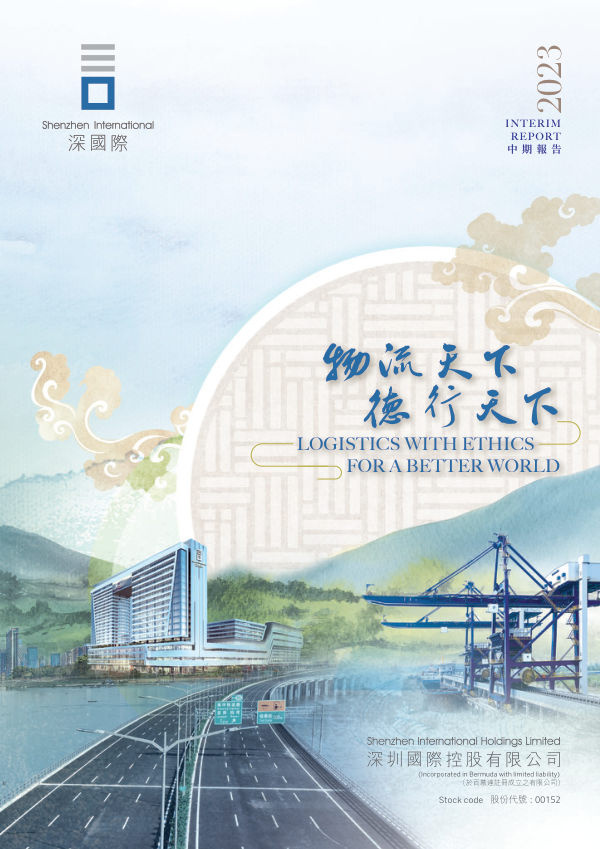 Shenzhen International
深國際
2023
INTERIM
REPORT
中期報告
物流天下
德行天下
LOGISTICS WITH ETHICS
FOR A BETTER WORLD
Shenzhen International Holdings Limited
深圳國際控股有限公司
(Incorporated in Bermuda with limited liability)
(於百慕達註冊成立之有限公司)
Stock code 股份代號 : 00152